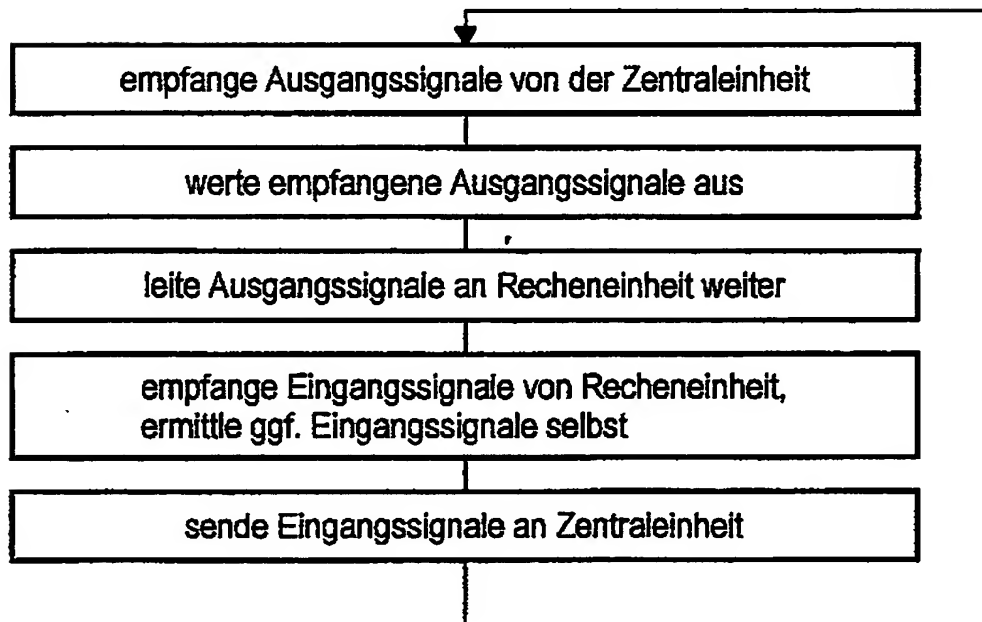 empfange Ausgangssignale von der Zentraleinheit
werte empfangene Ausgangssignale aus
leite Ausgangssignale an Recheneinheit weiter
empfange Eingangssignale von Recheneinheit,
ermittle ggf. Eingangssignale selbst
sende Eingangssignale an Zentraleinheit